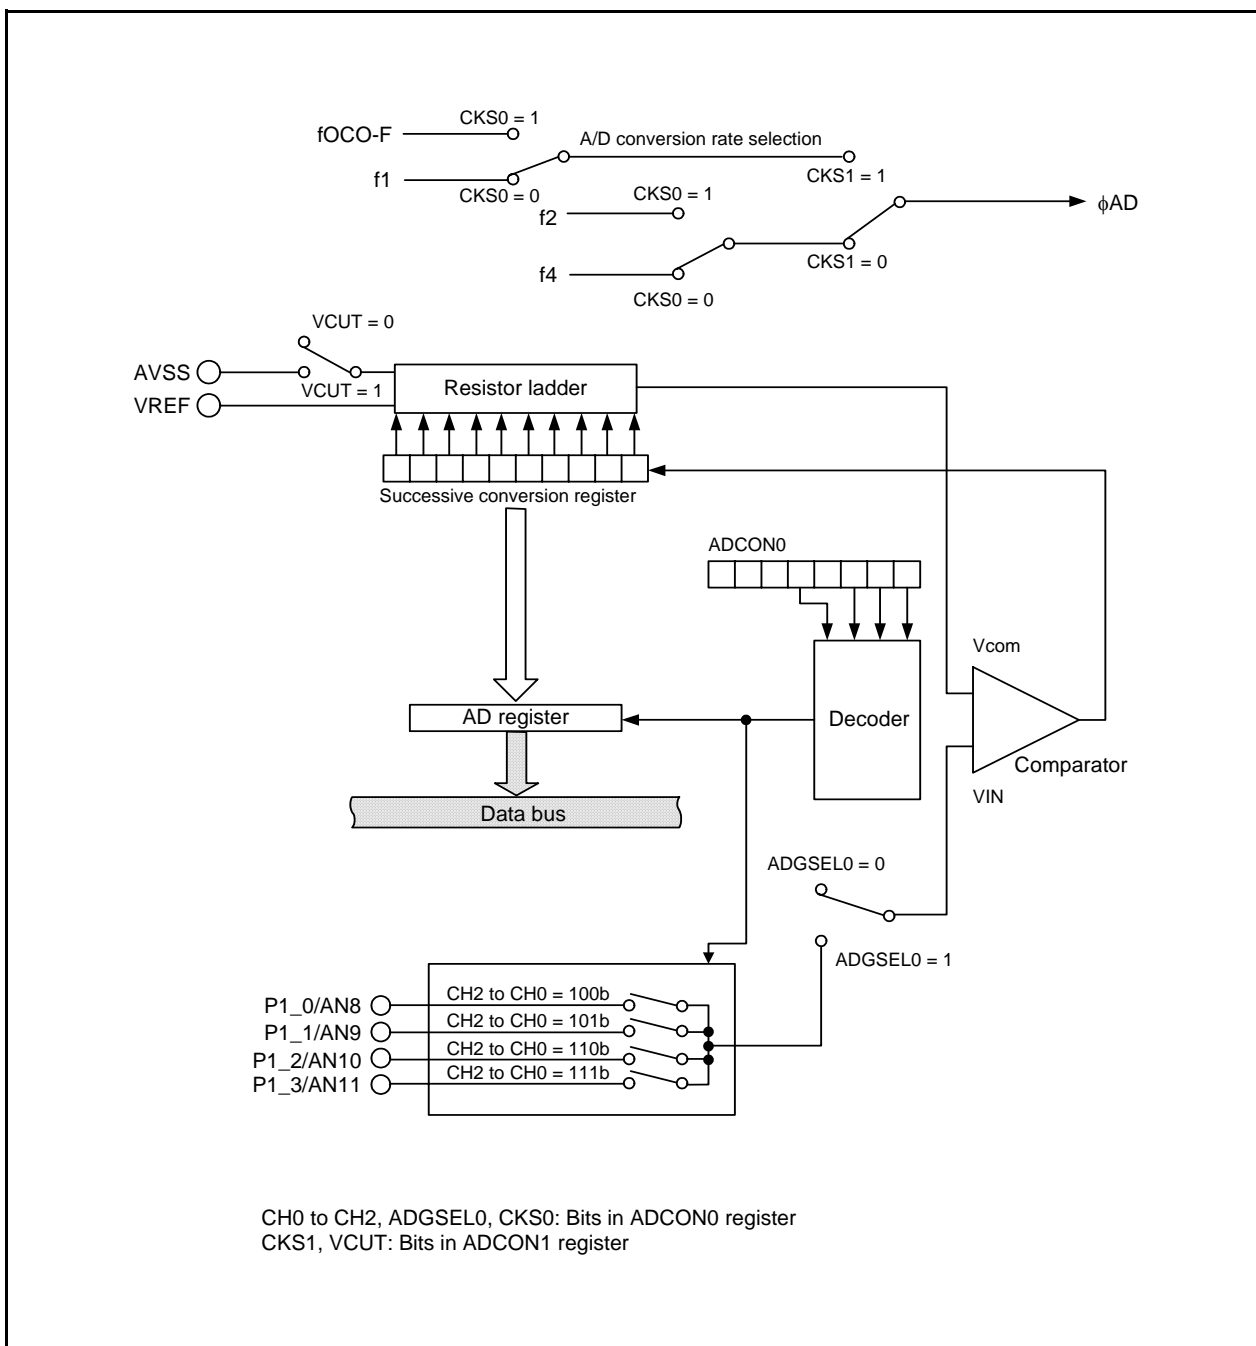 CKS0 = 1
fOCO-F
A/D conversion rate selection
f1
CKS0 = 0
CKS1 = 1
CKS0 = 1
f2
ϕAD
CKS1 = 0
f4
CKS0 = 0
VCUT = 0
AVSS
VCUT = 1
VREF
Resistor ladder
Successive conversion register
ADCON0
Vcom
AD register
Decoder
Comparator
VIN
Data bus
ADGSEL0 = 0
ADGSEL0 = 1
P1_0/AN8
CH2 to CH0 = 100b
P1_1/AN9
CH2 to CH0 = 101b
P1_2/AN10
CH2 to CH0 = 110b
P1_3/AN11
CH2 to CH0 = 111b
CH0 to CH2, ADGSEL0, CKS0: Bits in ADCON0 register
CKS1, VCUT: Bits in ADCON1 register